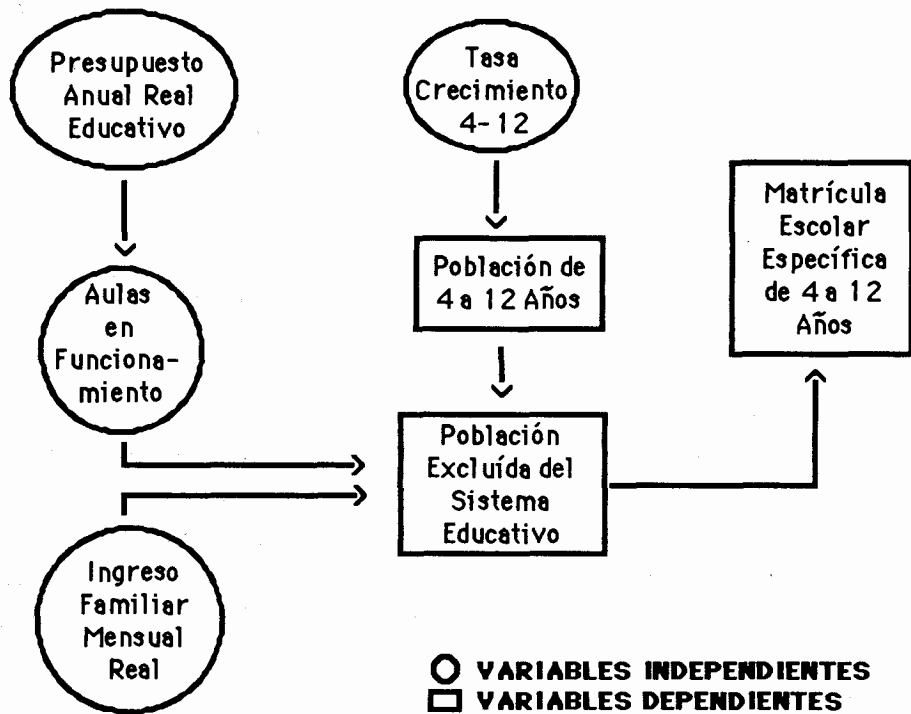 Presupuesto
Anual Real
Educativo
Tasa
Crecimiento
4-12
Matrícula
Escolar
Específica
de 4 a 12
Años
Población de
4 a 12 Años
Aulas
en
Funciona-
miento
Población
Excluída del
Sistema
Educativo
Ingreso
Familiar
Mensual
Real
VARIABLES INDEPENDIENTES
VARIABLES DEPENDIENTES